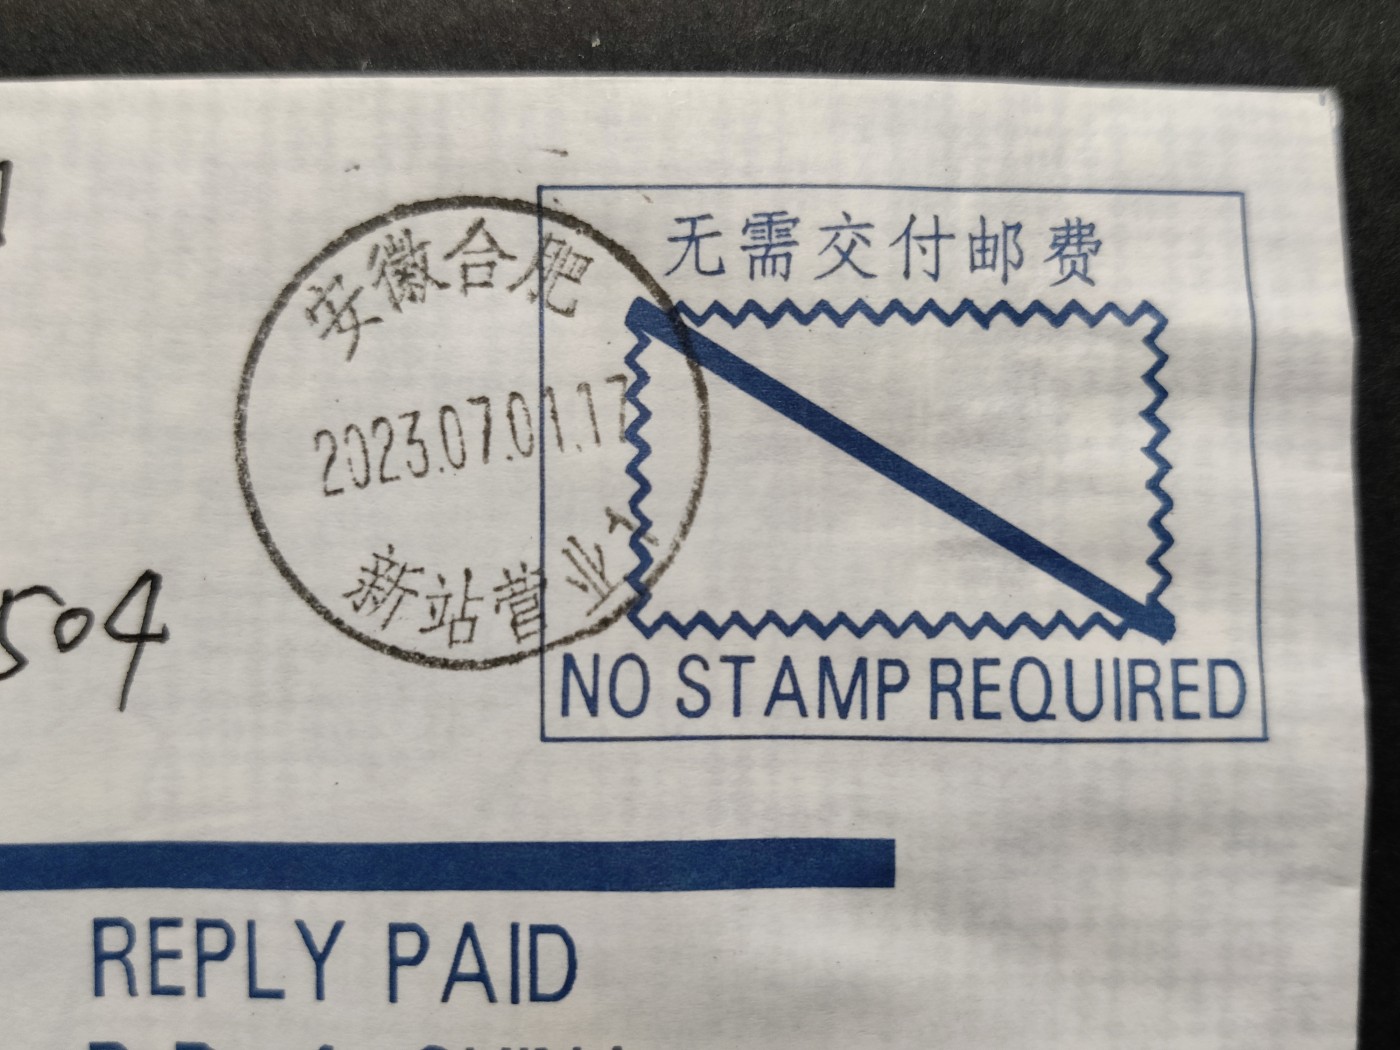 安徽合肥
2023.07.01.17
新站营业
无需交付邮费
NO STAMP REQUIRED
504
REPLY PAID